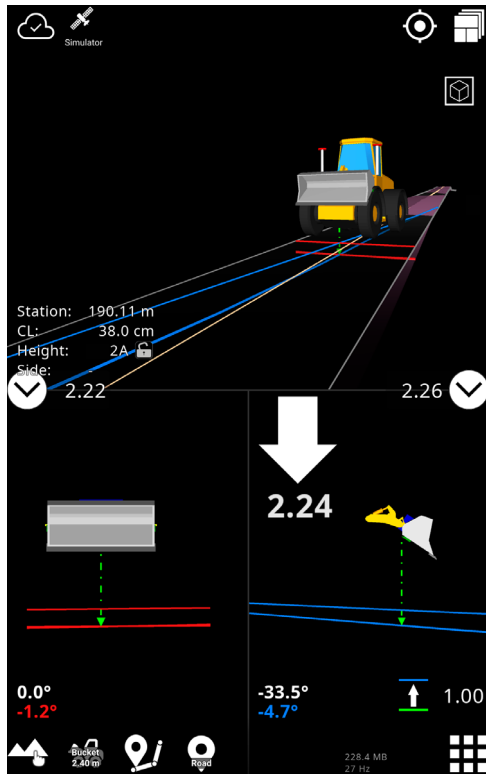 Simulator
Station: 190.11 m
CL: 38.0 cm
Height: 2A
Side: -
2.22
2.26
2.24
0.0°
-1.2°
-33.5°
-4.7°
1.00
Bucket
2.40 m
Road
228.4 MB
27 Hz